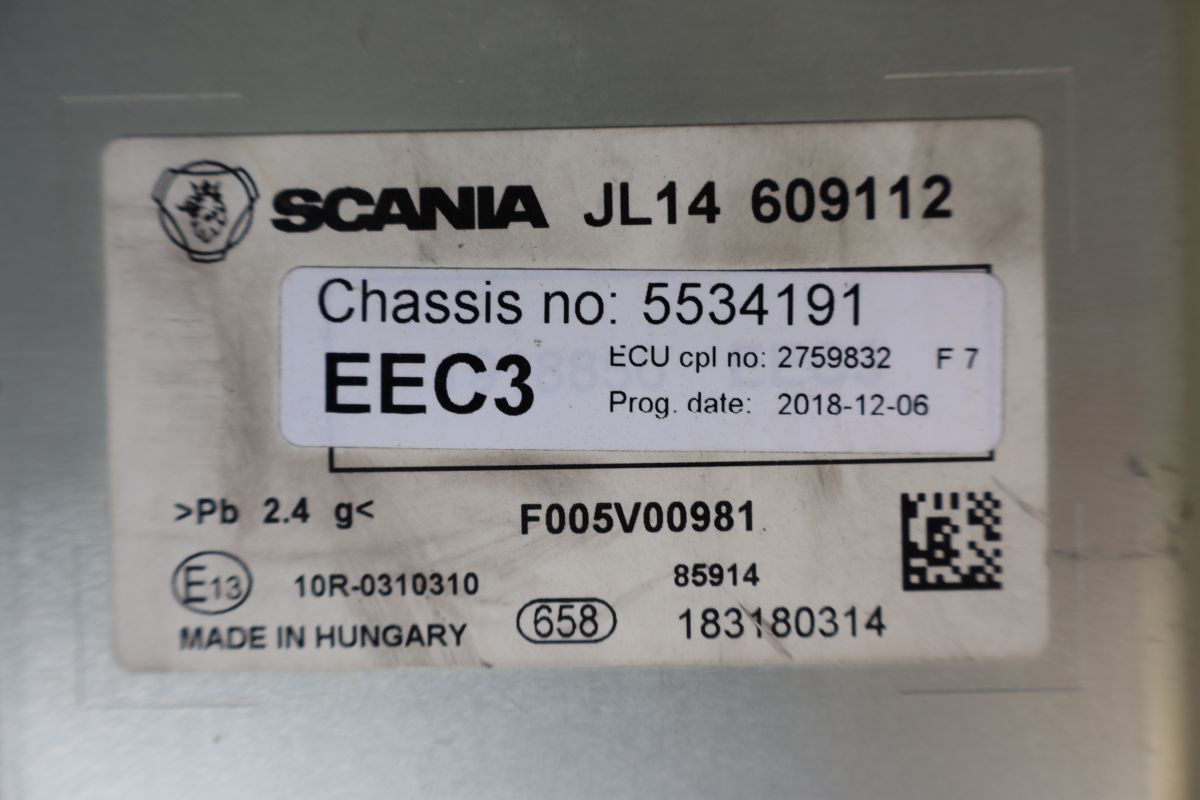 SCANIA JL14 609112
Chassis no: 5534191
EEC3
ECU cpl no: 2759832 F 7
Prog. date: 2018-12-06
>Pb 2.4 g<
F005V00981
E13 10R-0310310
85914
MADE IN HUNGARY
658
183180314